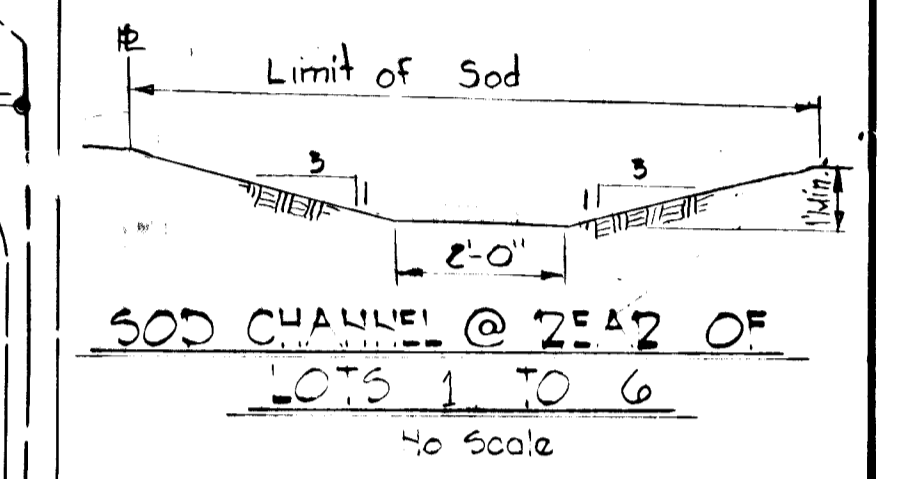 PL
Limit of Sod
3
1
3
1
1' Min.
2'-0"
SOD CHANNEL @ REAR OF
LOTS 1 TO 6
No Scale